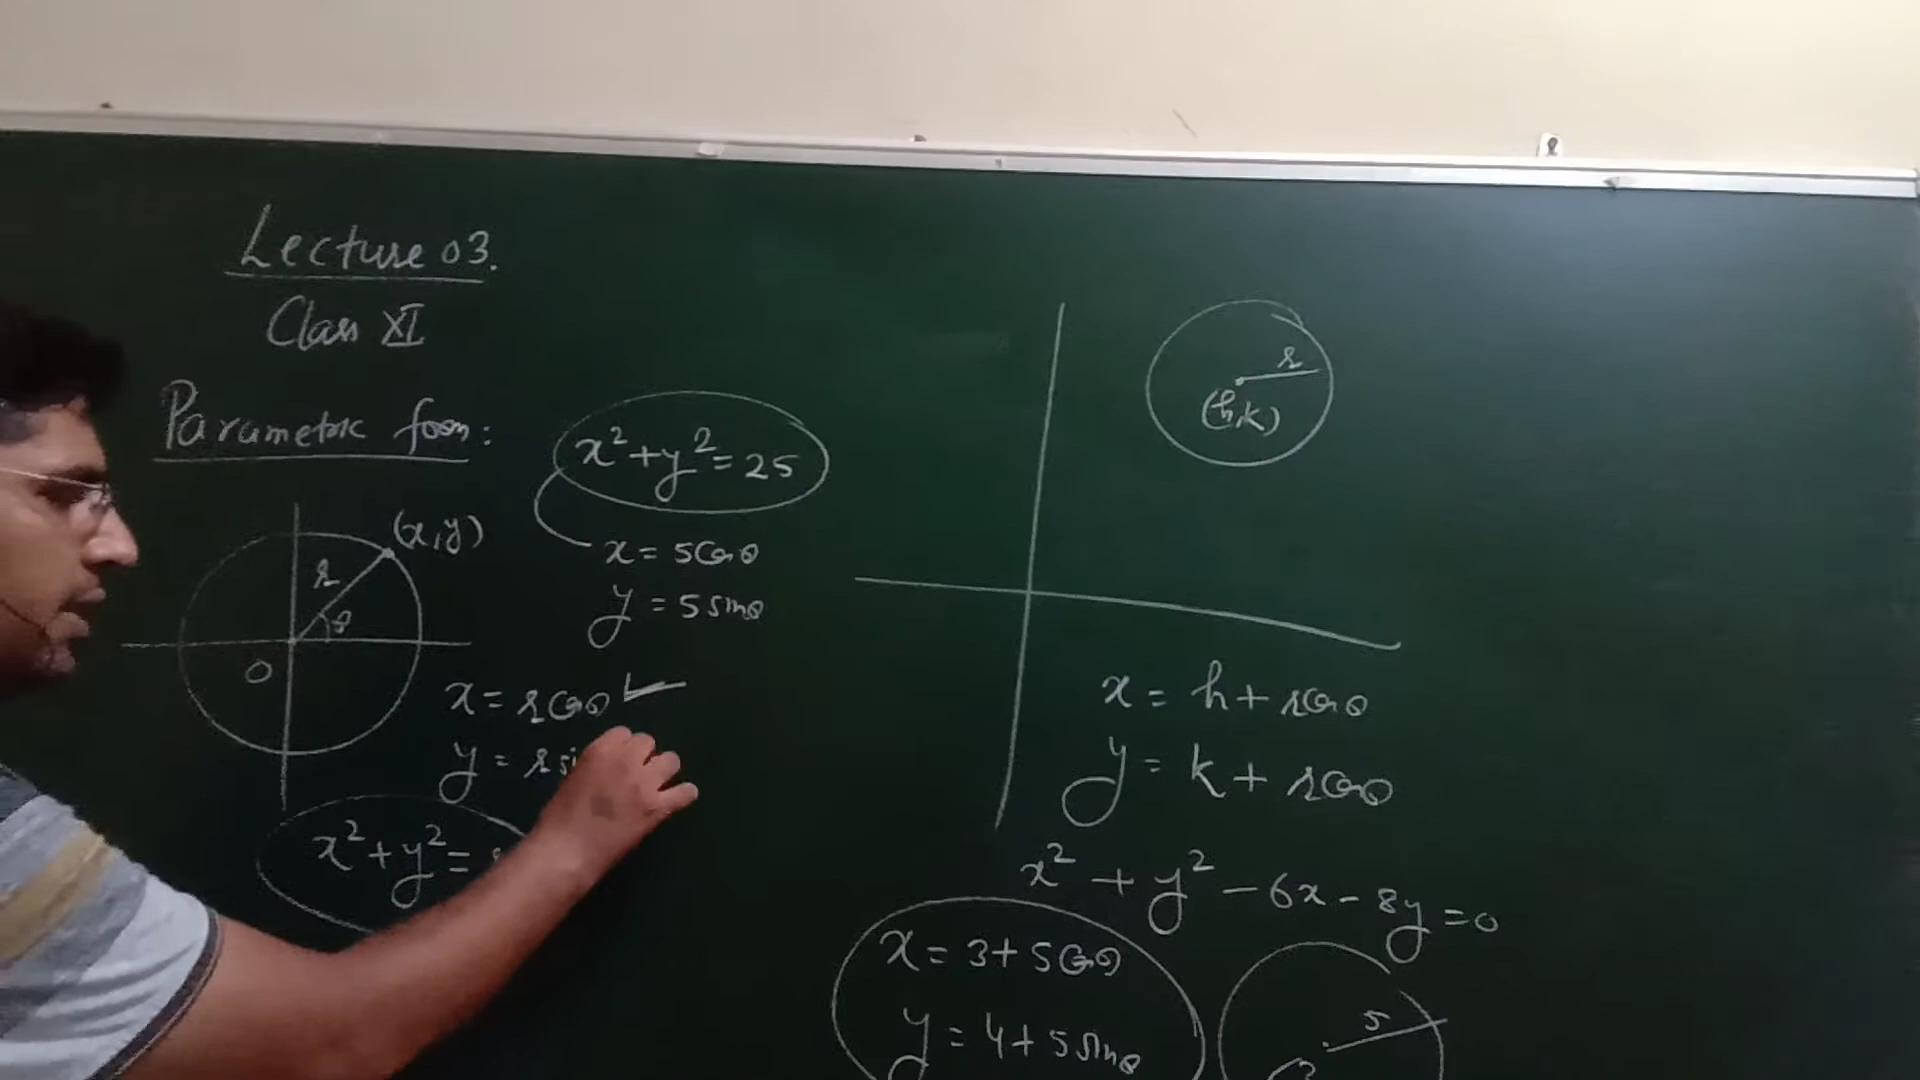 Lecture 03.
Class XI
Parametric form:
x²+y²=25
x = 5cosθ
y = 5sinθ
(x,y)
r
θ
O
x = rcosθ
y = rsi
x²+y²=
r
(h,k)
x = h+rcosθ
y = k+rcosθ
x²+y²-6x-8y=0
x = 3+5cosθ
y = 4+5sinθ
5